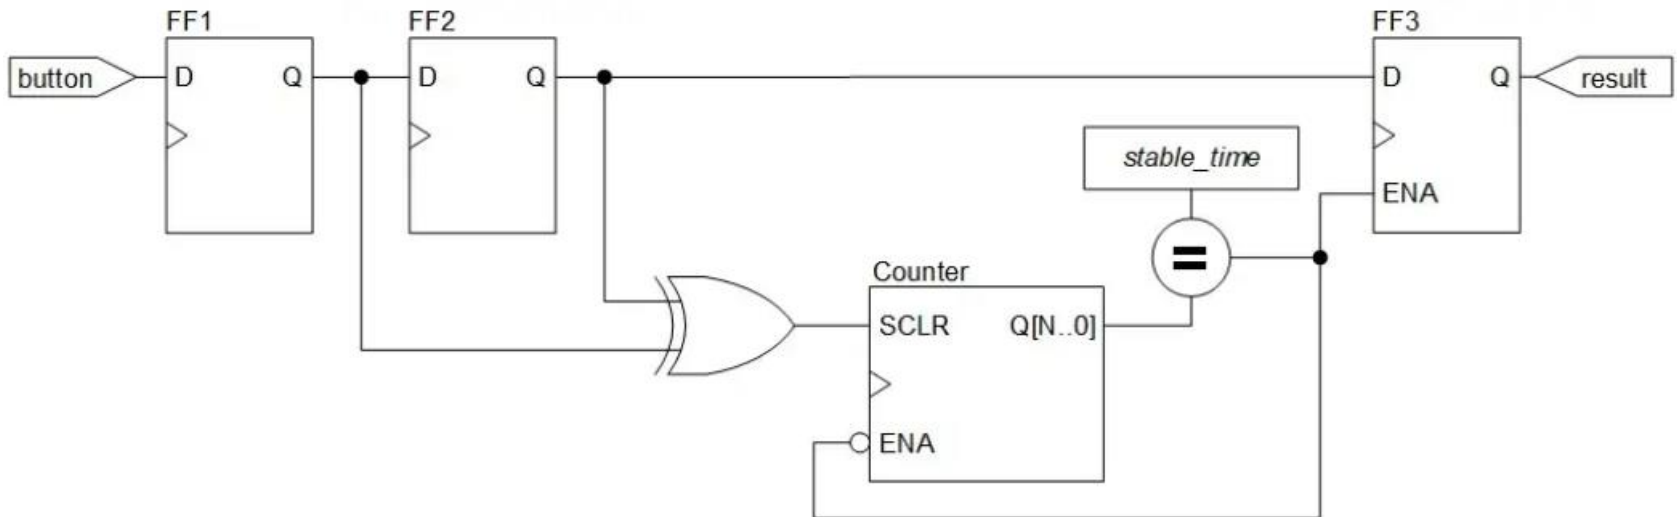 FF1
FF2
FF3
button
D
Q
D
Q
D
Q
result
stable_time
ENA
=
Counter
SCLR
Q[N..0]
ENA